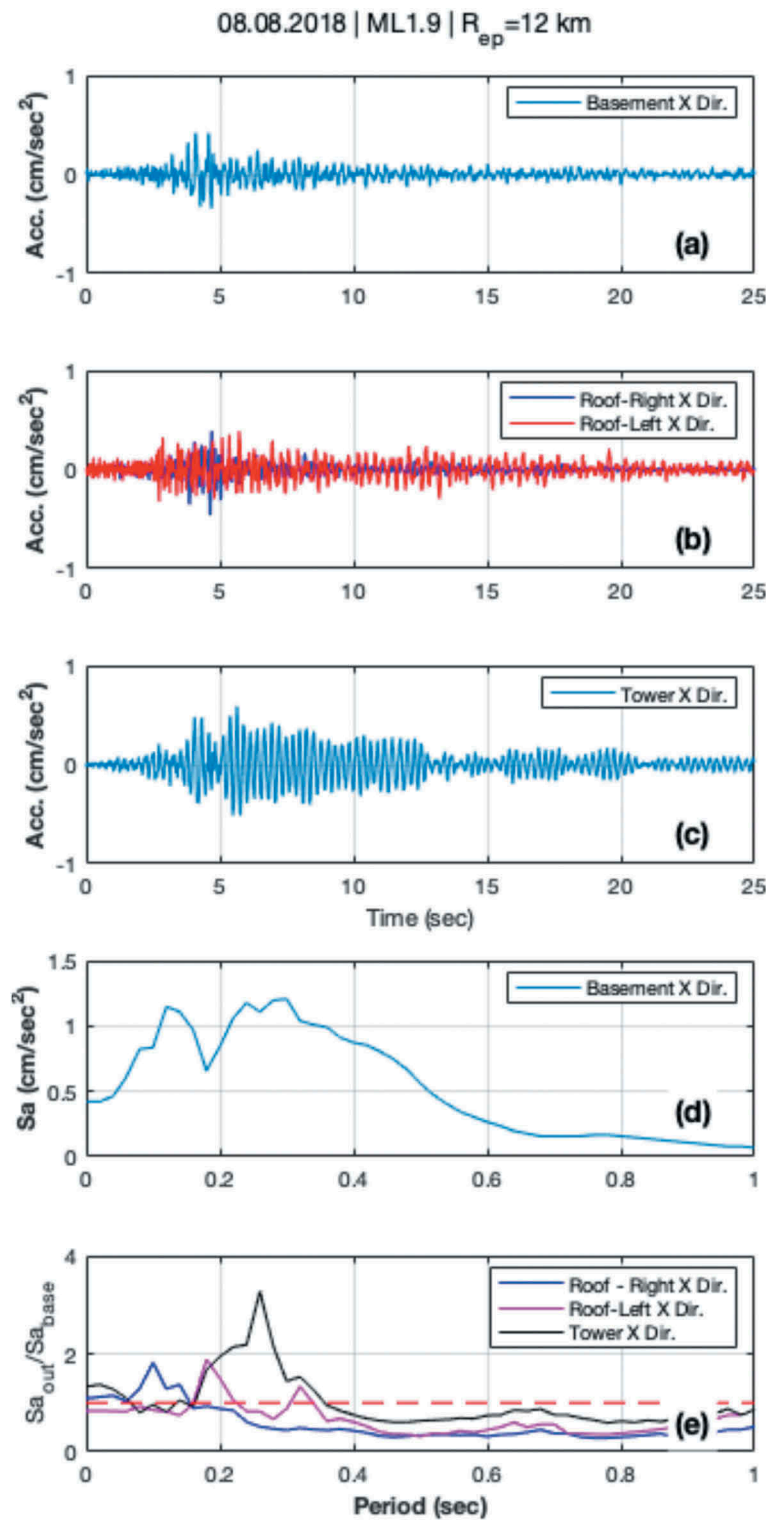 08.08.2018 | ML1.9 | R_ep=12 km
1
0
-1
Acc. (cm/sec²)
Basement X Dir.
(a)
0 5 10 15 20 25
1
0
-1
Acc. (cm/sec²)
Roof-Right X Dir.
Roof-Left X Dir.
(b)
0 5 10 15 20 25
1
0
-1
Acc. (cm/sec²)
Tower X Dir.
(c)
0 5 10 15 20 25
Time (sec)
1.5
1
0.5
0
Sa (cm/sec²)
Basement X Dir.
(d)
0 0.2 0.4 0.6 0.8 1
4
2
0
Sa_out/Sa_base
Roof - Right X Dir.
Roof-Left X Dir.
Tower X Dir.
(e)
0 0.2 0.4 0.6 0.8 1
Period (sec)